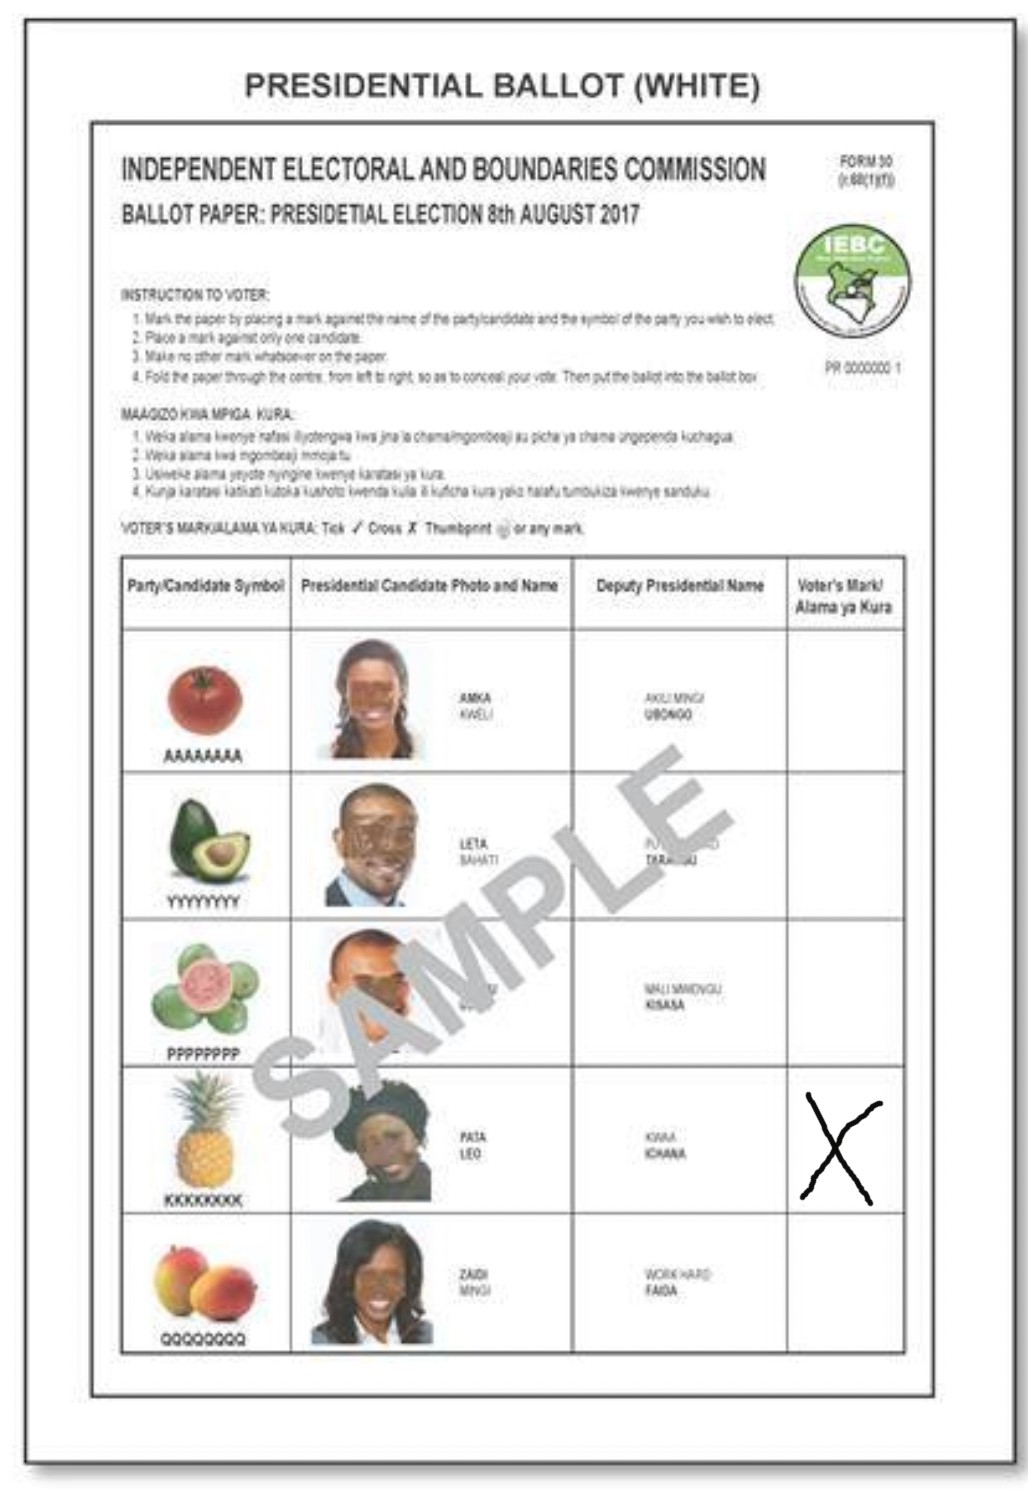 PRESIDENTIAL BALLOT (WHITE)
INDEPENDENT ELECTORAL AND BOUNDARIES COMMISSION
FORM 30
BALLOT PAPER: PRESIDETIAL ELECTION 8th AUGUST 2017
IEBC
INSTRUCTION TO VOTER:
1. Mark the paper by placing a mark against the name of the party/candidate and the symbol of the party you wish to elect.
2. Place a mark against only one candidate.
3. Make no other mark whatsoever on the paper.
4. Fold the paper through the centre, from left to right, so as to conceal your vote. Then put the ballot into the ballot box
PR 0000000 1
MAAGIZO KWA MPIGA KURA:
1. Weka alama kwenye nafasi iliyotengwa kwa jina la chama/mgombeaji au picha ya chama ungependa kuchagua.
2. Weka alama kwa mgombeaji mmoja tu.
3. Usiweke alama yeyote nyingine kwenye karatasi ya kura.
4. Kunja karatasi katikati kutoka kushoto kwenda kulia ili kuficha kura yako halafu tumbukiza kwenye sanduku.
VOTER'S MARK/ALAMA YA KURA: Tick ✓ Cross ✗ Thumbprint or any mark.
Party/Candidate Symbol
Presidential Candidate Photo and Name
Deputy Presidential Name
Voter's Mark/
Alama ya Kura
AAAAAAAA
AMKA
KWELI
AKILI MINGI
UBONGO
YYYYYYYY
LETA
BAHATI
PPPPPPPP
MALI MWENGU
KISASA
KKKKKKKK
PATA
LEO
KWAA
ICHANA
X
QQQQQQQQ
ZAIDI
MINGI
WORK HARD
FAIDA
SAMPLE